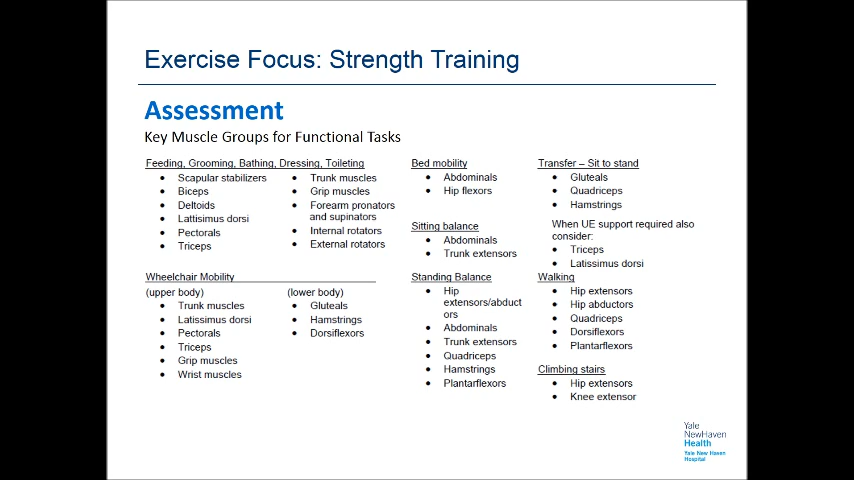 Exercise Focus: Strength Training
Assessment
Key Muscle Groups for Functional Tasks
Feeding, Grooming, Bathing, Dressing, Toileting
• Scapular stabilizers
• Biceps
• Deltoids
• Lattisimus dorsi
• Pectorals
• Triceps
• Trunk muscles
• Grip muscles
• Forearm pronators
and supinators
• Internal rotators
• External rotators
Wheelchair Mobility
(upper body)
• Trunk muscles
• Latissimus dorsi
• Pectorals
• Triceps
• Grip muscles
• Wrist muscles
(lower body)
• Gluteals
• Hamstrings
• Dorsiflexors
Bed mobility
• Abdominals
• Hip flexors
Sitting balance
• Abdominals
• Trunk extensors
Standing Balance
• Hip
extensors/abduct
ors
• Abdominals
• Trunk extensors
• Quadriceps
• Hamstrings
• Plantarflexors
Transfer – Sit to stand
• Gluteals
• Quadriceps
• Hamstrings
When UE support required also
consider:
• Triceps
• Latissimus dorsi
Walking
• Hip extensors
• Hip abductors
• Quadriceps
• Dorsiflexors
• Plantarflexors
Climbing stairs
• Hip extensors
• Knee extensor
Yale
NewHaven
Health
Yale New Haven
Hospital